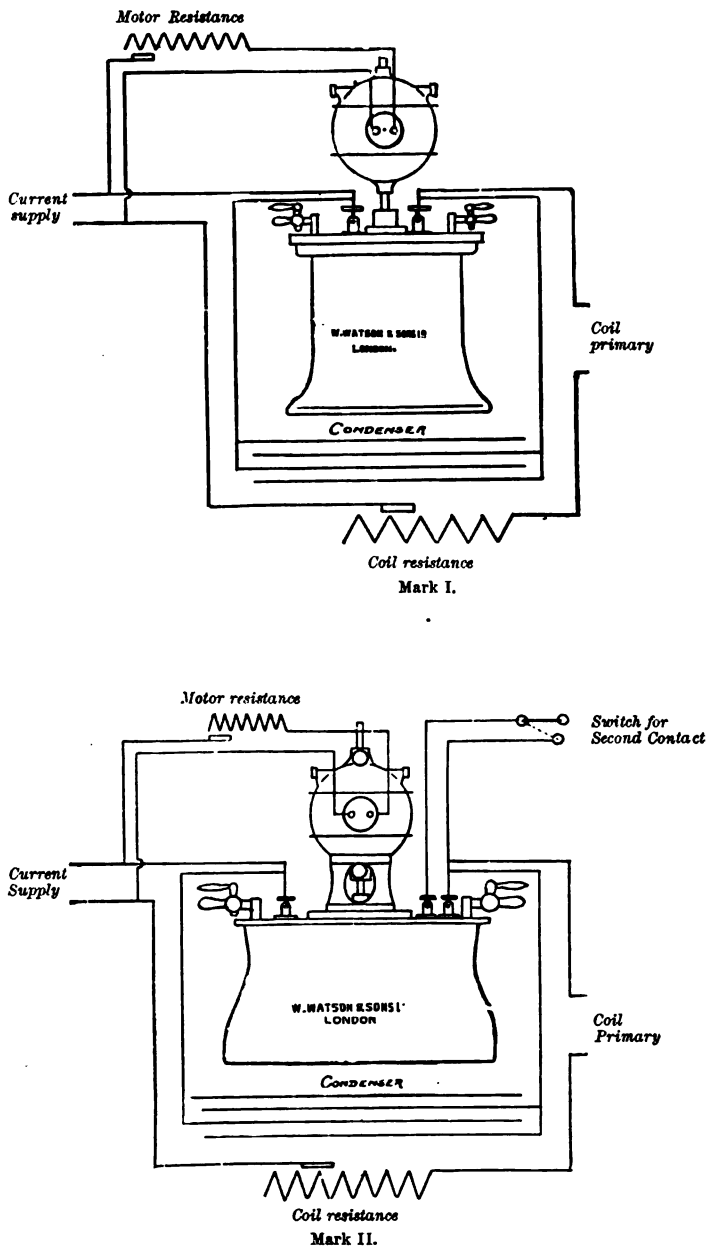 Motor Resistance
Current
supply
W. WATSON & SONS LD
LONDON.
Coil
primary
CONDENSER
Coil resistance
Mark I.
Motor resistance
Switch for
Second Contact
Current
Supply
W. WATSON & SONS L
LONDON
Coil
Primary
CONDENSER
Coil resistance
Mark II.